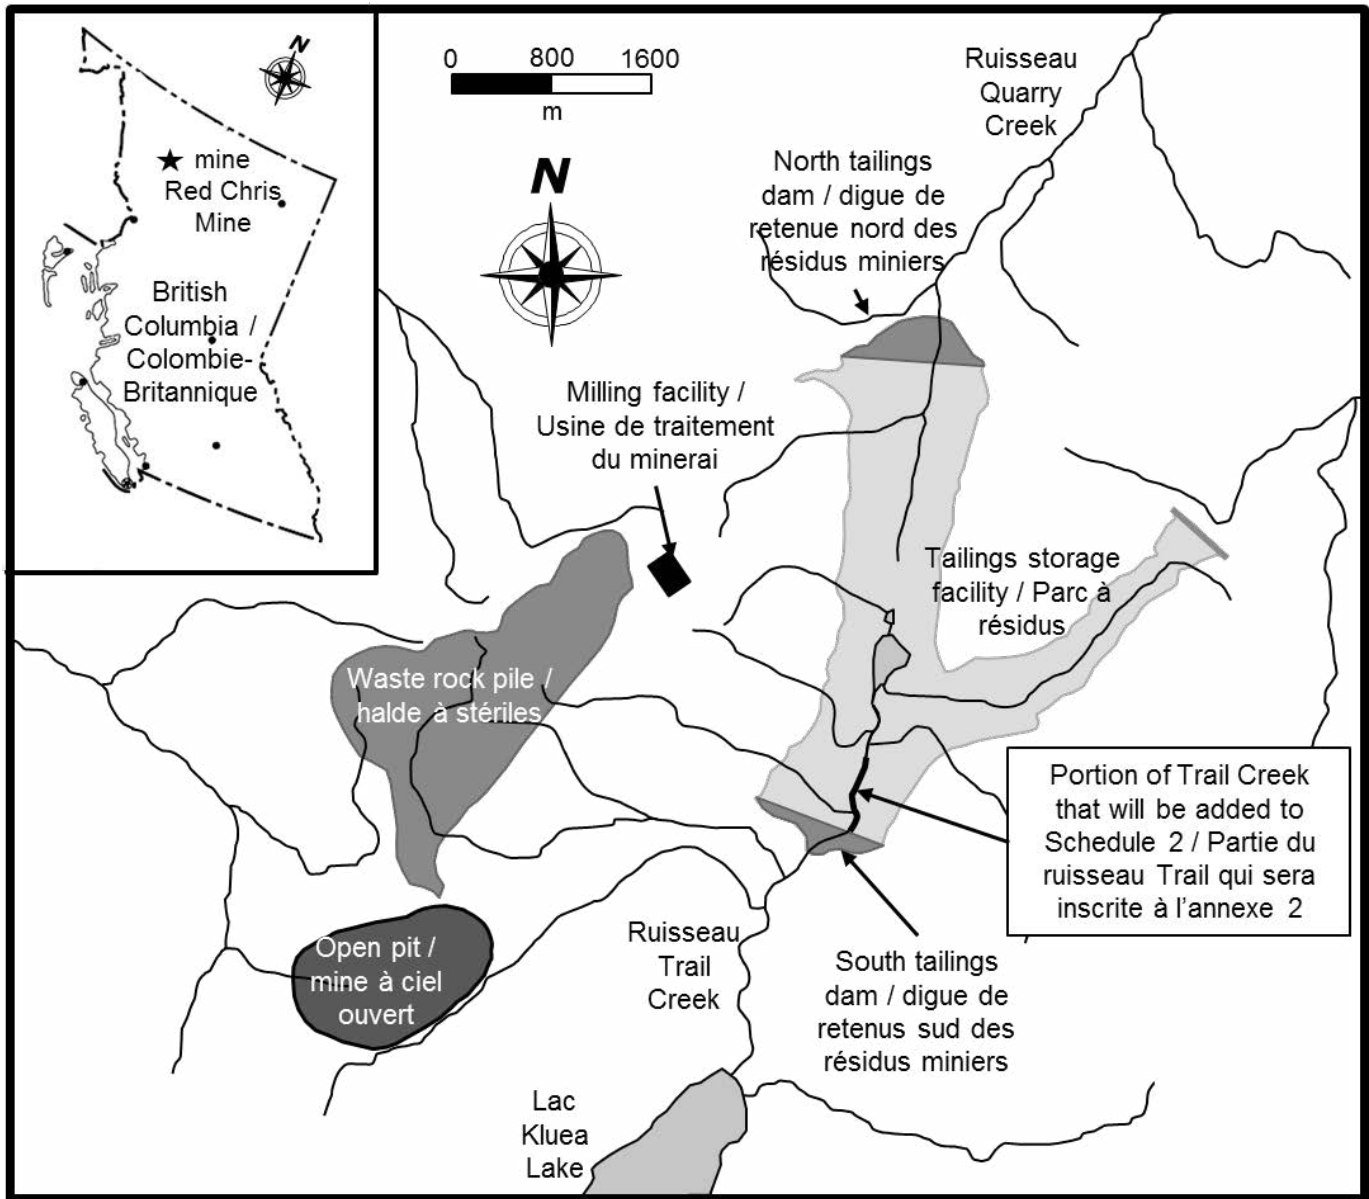 N
mine
Red Chris
Mine
British
Columbia /
Colombie-
Britannique
0 800 1600
m
N
Ruisseau
Quarry
Creek
North tailings
dam / digue de
retenue nord des
résidus miniers
Milling facility /
Usine de traitement
du minerai
Tailings storage
facility / Parc à
résidus
Waste rock pile /
halde à stériles
Portion of Trail Creek
that will be added to
Schedule 2 / Partie du
ruisseau Trail qui sera
inscrite à l'annexe 2
Open pit /
mine à ciel
ouvert
Ruisseau
Trail
Creek
South tailings
dam / digue de
retenus sud des
résidus miniers
Lac
Kluea
Lake